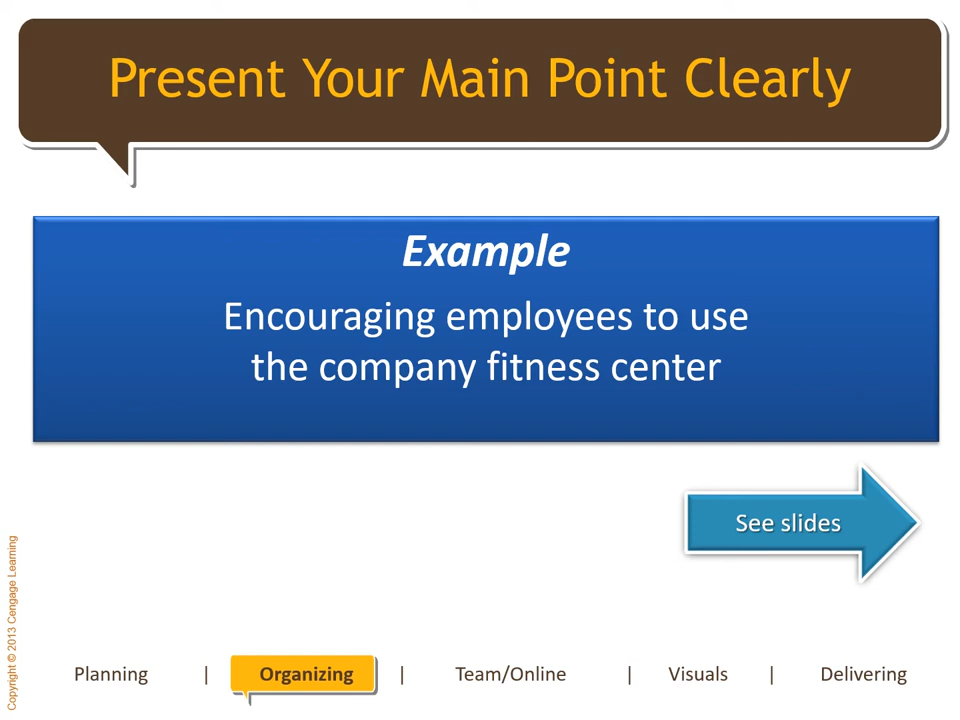 Present Your Main Point Clearly
Example
Encouraging employees to use
the company fitness center
See slides
Copyright © 2013 Cengage Learning
Planning | Organizing | Team/Online | Visuals | Delivering